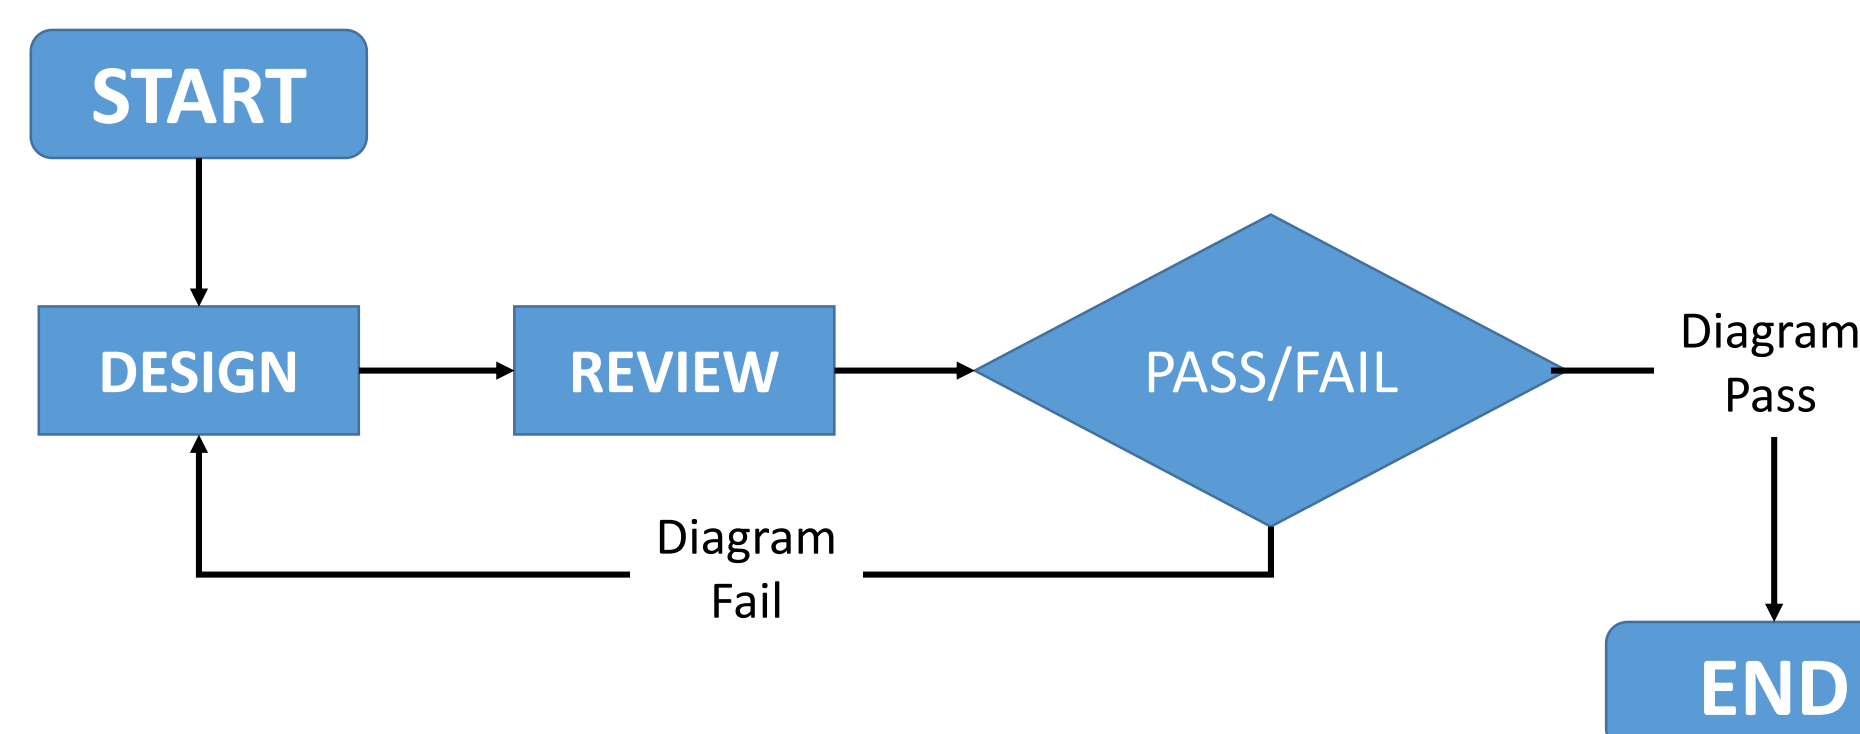 START
DESIGN
REVIEW
PASS/FAIL
Diagram
Pass
Diagram
Fail
END